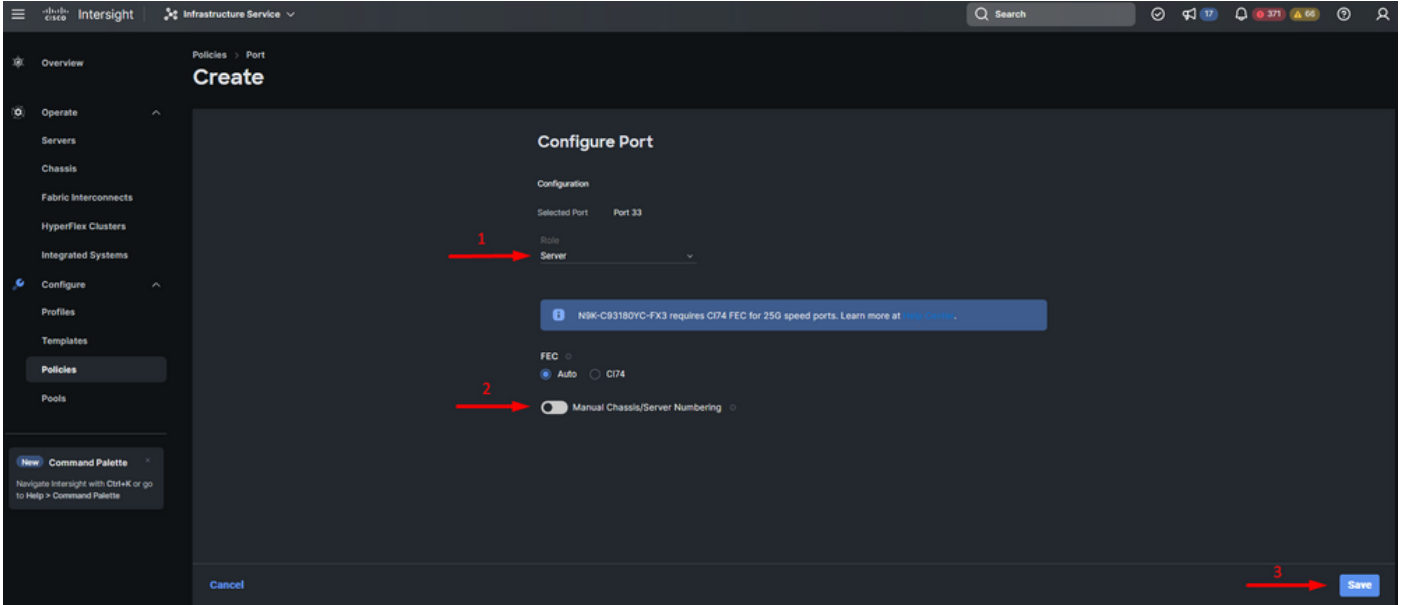 cisco Intersight Infrastructure Service Search 17 371 66
Overview
Operate
Servers
Chassis
Fabric Interconnects
HyperFlex Clusters
Integrated Systems
Configure
Profiles
Templates
Policies
Pools
New Command Palette
Navigate Intersight with Ctrl+K or go
to Help > Command Palette
Policies > Port
Create
Configure Port
Configuration
Selected Port Port 33
1
Role
Server
N9K-C93180YC-FX3 requires Cl74 FEC for 25G speed ports. Learn more at
FEC
Auto Cl74
2
Manual Chassis/Server Numbering
Cancel
3
Save